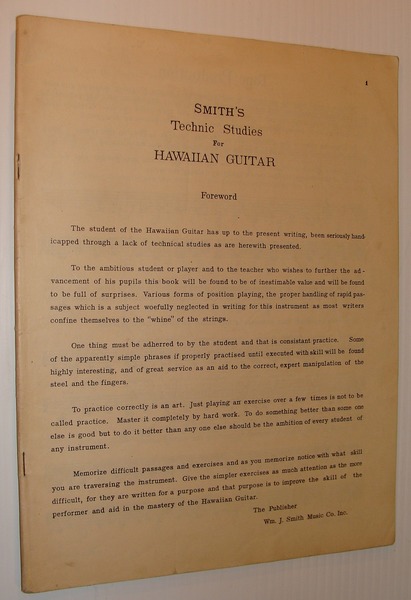 1
SMITH'S
Technic Studies
For
HAWAIIAN GUITAR
Foreword
The student of the Hawaiian Guitar has up to the present writing, been seriously hand-
icapped through a lack of technical studies as are herewith presented.
To the ambitious student or player and to the teacher who wishes to further the ad-
vancement of his pupils this book will be found to be of inestimable value and will be found
to be full of surprises. Various forms of position playing, the proper handling of rapid pas-
sages which is a subject woefully neglected in writing for this instrument as most writers
confine themselves to the "whine" of the strings.
One thing must be adherred to by the student and that is consistant practice. Some
of the apparently simple phrases if properly practised until executed with skill will be found
highly interesting, and of great service as an aid to the correct, expert manipulation of the
steel and the fingers.
To practice correctly is an art. Just playing an exercise over a few times is not to be
called practice. Master it completely by hard work. To do something better than some one
else is good but to do it better than any one else should be the ambition of every student of
any instrument.
Memorize difficult passages and exercises and as you memorize notice with what skill
you are traversing the instrument. Give the simpler exercises as much attention as the more
difficult, for they are written for a purpose and that purpose is to improve the skill of the
performer and aid in the mastery of the Hawaiian Guitar.
The Publisher
Wm. J. Smith Music Co. Inc.